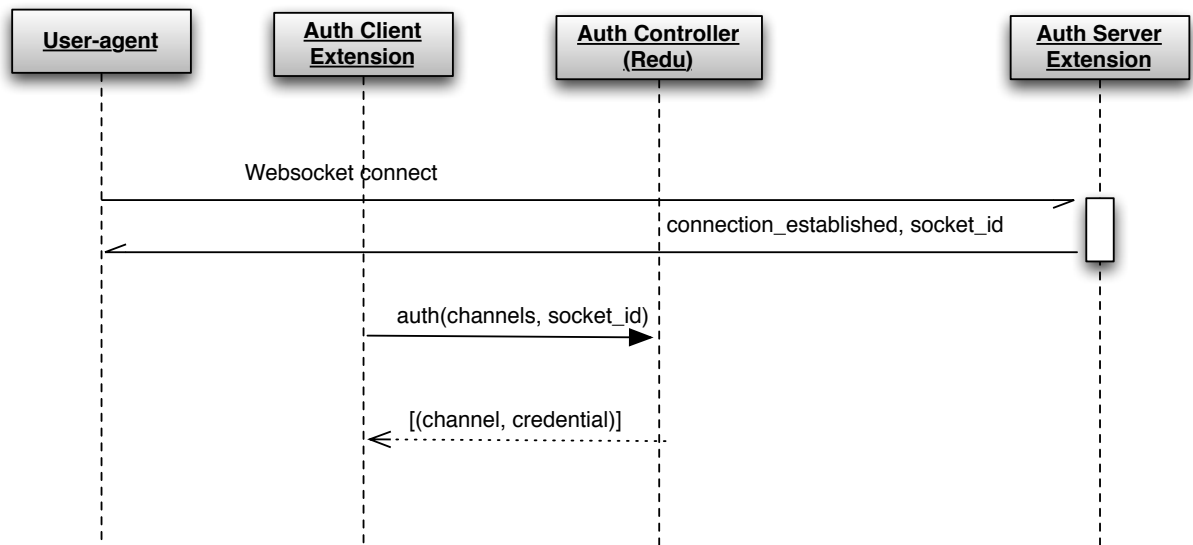 User-agent
Auth Client
Extension
Auth Controller
(Redu)
Auth Server
Extension
Websocket connect
connection_established, socket_id
auth(channels, socket_id)
[(channel, credential)]